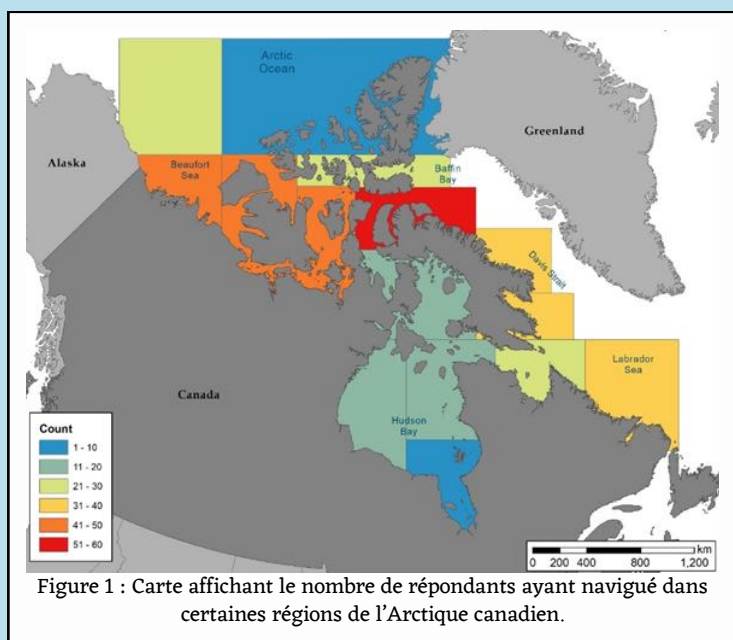 Arctic
Ocean
Greenland
Alaska
Beaufort
Sea
Baffin
Bay
Davis Strait
Labrador
Sea
Canada
Hudson
Bay
Count
1 - 10
11 - 20
21 - 30
31 - 40
41 - 50
51 - 60
km
0 200 400 800 1,200
Figure 1 : Carte affichant le nombre de répondants ayant navigué dans
certaines régions de l’Arctique canadien.